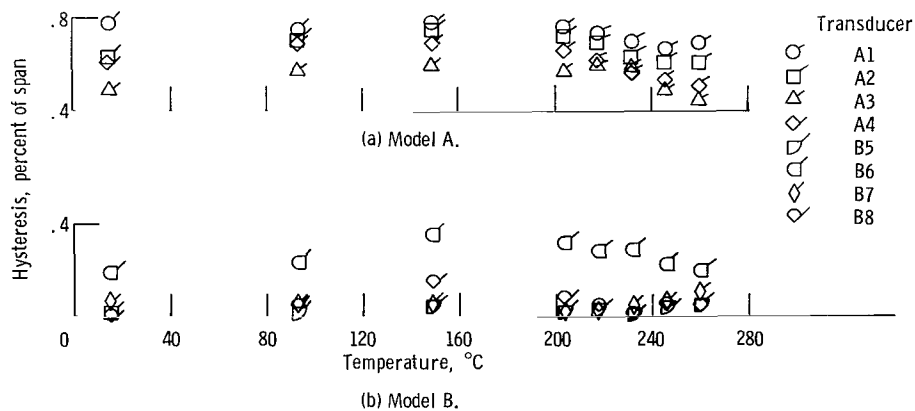 .8
.4
Hysteresis, percent of span
(a) Model A.
.4
0 40 80 120 160 200 240 280
Temperature, °C
(b) Model B.
Transducer
A1
A2
A3
A4
B5
B6
B7
B8